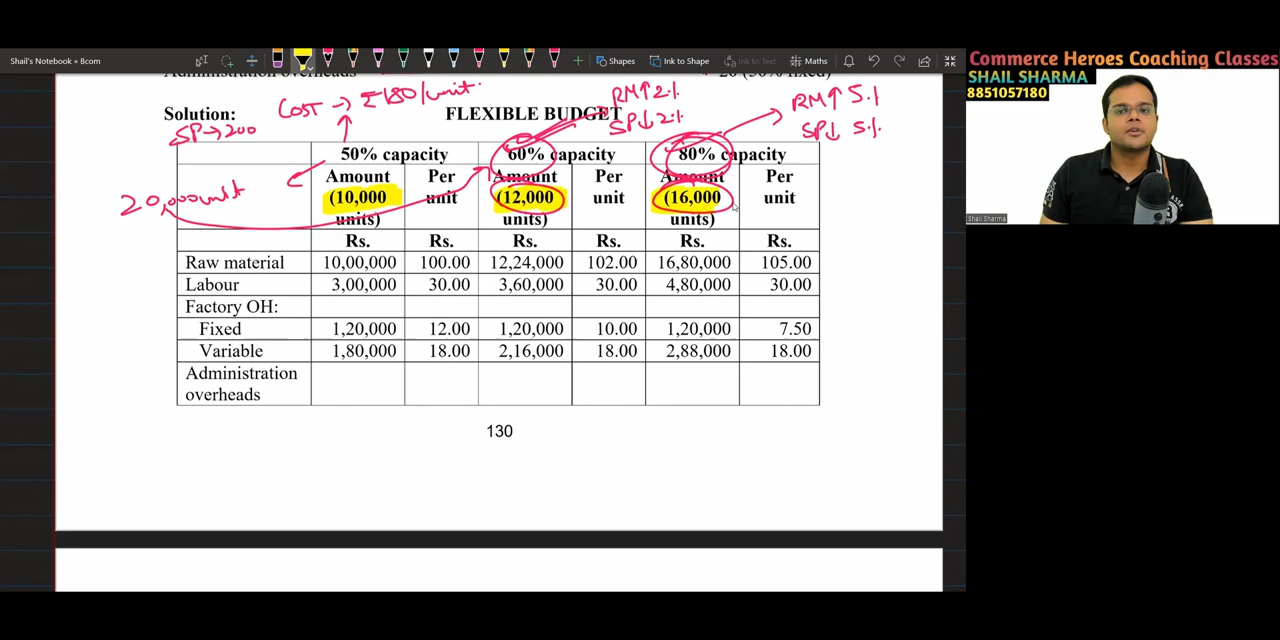 Shail's Notebook » Bcom
Shapes
Ink to Shape
Ink to Text
Maths
Commerce Heroes Coaching Classes
SHAIL SHARMA
8851057180
Shail Sharma
Administration overheads 20 (50% fixed)
Solution:
FLEXIBLE BUDGET
COST → ₹180/unit.
SP → 200
RM↑ 2%
SP↓ 2%
RM↑ 5%
SP↓ 5%
20,000 unit
50% capacity 60% capacity 80% capacity
Amount Per Amount Per Amount Per
(10,000 unit (12,000 unit (16,000 unit
units) units) units)
Rs. Rs. Rs. Rs. Rs. Rs.
Raw material 10,00,000 100.00 12,24,000 102.00 16,80,000 105.00
Labour 3,00,000 30.00 3,60,000 30.00 4,80,000 30.00
Factory OH:
Fixed 1,20,000 12.00 1,20,000 10.00 1,20,000 7.50
Variable 1,80,000 18.00 2,16,000 18.00 2,88,000 18.00
Administration
overheads
130